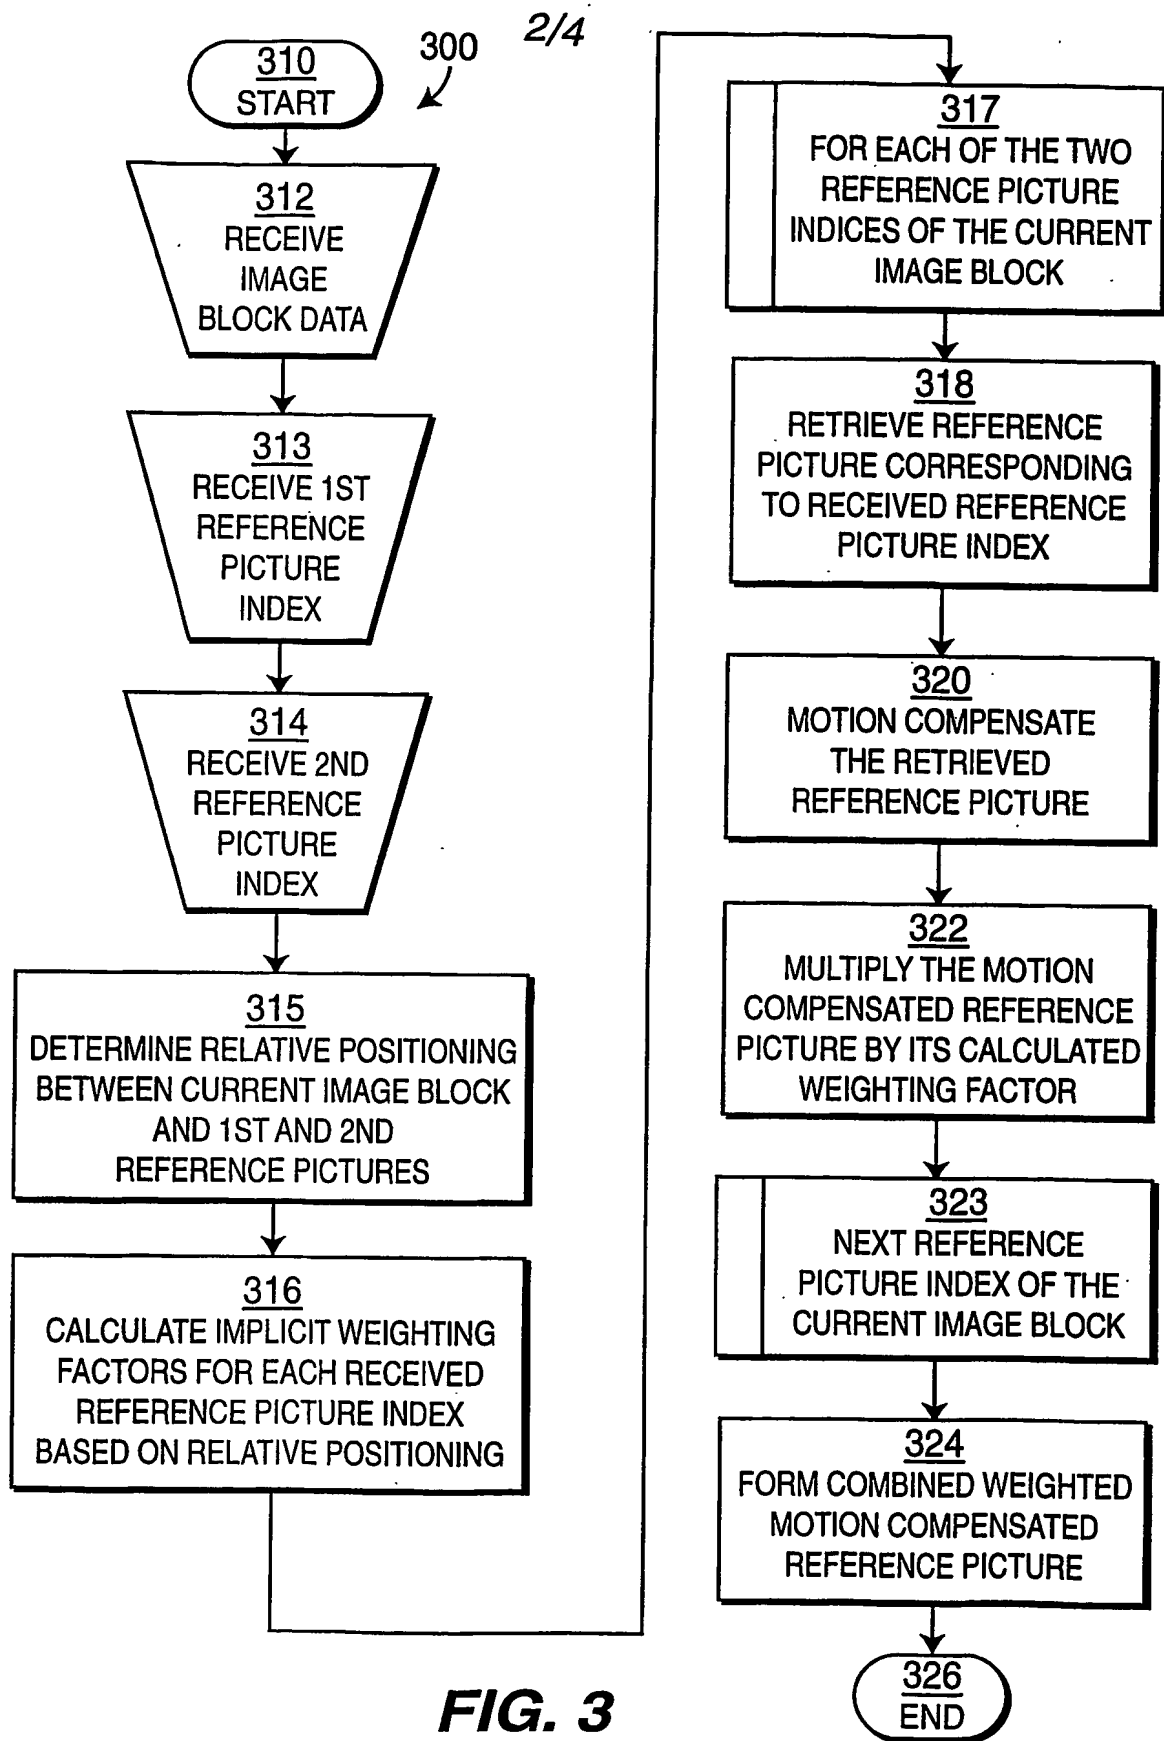 2/4
300
310
START
312
RECEIVE
IMAGE
BLOCK DATA
313
RECEIVE 1ST
REFERENCE
PICTURE
INDEX
314
RECEIVE 2ND
REFERENCE
PICTURE
INDEX
315
DETERMINE RELATIVE POSITIONING
BETWEEN CURRENT IMAGE BLOCK
AND 1ST AND 2ND
REFERENCE PICTURES
316
CALCULATE IMPLICIT WEIGHTING
FACTORS FOR EACH RECEIVED
REFERENCE PICTURE INDEX
BASED ON RELATIVE POSITIONING
317
FOR EACH OF THE TWO
REFERENCE PICTURE
INDICES OF THE CURRENT
IMAGE BLOCK
318
RETRIEVE REFERENCE
PICTURE CORRESPONDING
TO RECEIVED REFERENCE
PICTURE INDEX
320
MOTION COMPENSATE
THE RETRIEVED
REFERENCE PICTURE
322
MULTIPLY THE MOTION
COMPENSATED REFERENCE
PICTURE BY ITS CALCULATED
WEIGHTING FACTOR
323
NEXT REFERENCE
PICTURE INDEX OF THE
CURRENT IMAGE BLOCK
324
FORM COMBINED WEIGHTED
MOTION COMPENSATED
REFERENCE PICTURE
326
END
FIG. 3